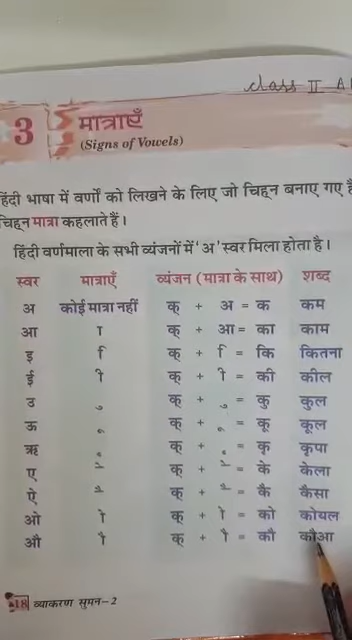 Class II A
3
मात्राएँ
(Signs of Vowels)
हिंदी भाषा में वर्णों को लिखने के लिए जो चिह्न बनाए गए हैं
चिह्न मात्रा कहलाते हैं।
हिंदी वर्णमाला के सभी व्यंजनों में 'अ' स्वर मिला होता है।
स्वर मात्राएँ व्यंजन (मात्रा के साथ) शब्द
अ कोई मात्रा नहीं क् + अ = क कम
आ ा क् + आ = का काम
इ ि क् + ि = कि कितना
ई ी क् + ी = की कील
उ ु क् + ु = कु कुल
ऊ ू क् + ू = कू कूल
ऋ ृ क् + ृ = कृ कृपा
ए े क् + े = के केला
ऐ ै क् + ै = कै कैसा
ओ ो क् + ो = को कोयल
औ ौ क् + ौ = कौ कौआ
18 व्याकरण सुमन-2